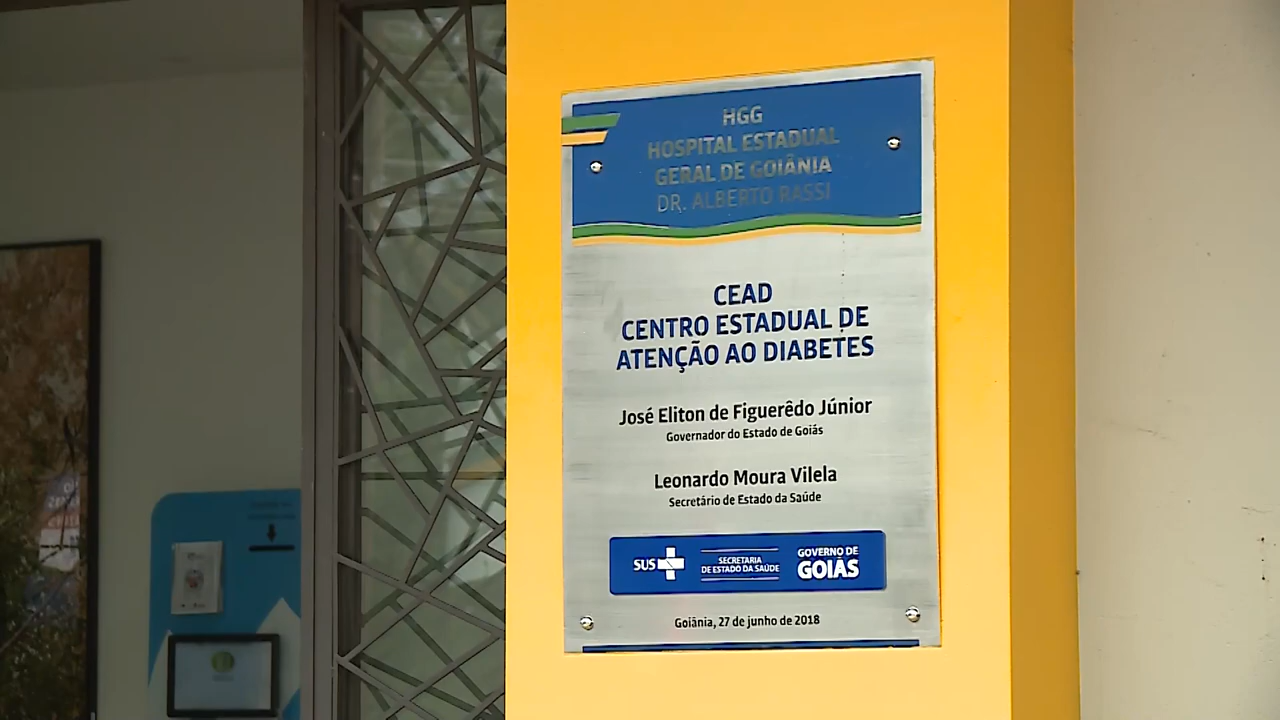 HGG
HOSPITAL ESTADUAL
GERAL DE GOIÂNIA
DR. ALBERTO RASSI
CEAD
CENTRO ESTADUAL DE
ATENÇÃO AO DIABETES
José Eliton de Figuerêdo Júnior
Governador do Estado de Goiás
Leonardo Moura Vilela
Secretário de Estado da Saúde
SUS
SECRETARIA
DE ESTADO DA SAÚDE
GOVERNO DE
GOIÁS
Goiânia, 27 de junho de 2018